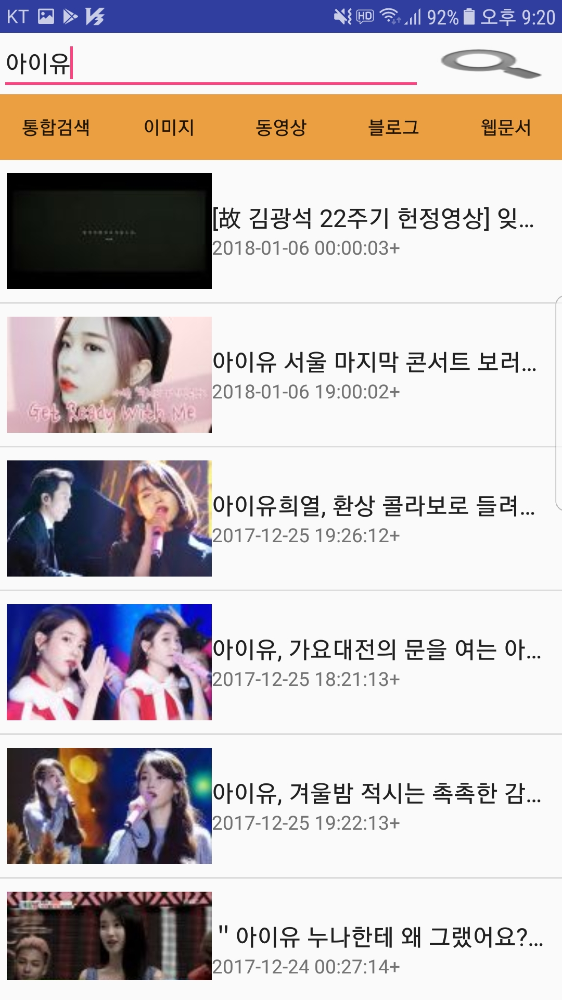 KT HD 92% 오후 9:20
아이유
통합검색 이미지 동영상 블로그 웹문서
[故 김광석 22주기 헌정영상] 잊...
2018-01-06 00:00:03+
아이유 서울 마지막 콘서트 보러...
2018-01-06 19:00:02+
Get Ready With Me
아이유희열, 환상 콜라보로 들려...
2017-12-25 19:26:12+
아이유, 가요대전의 문을 여는 아...
2017-12-25 18:21:13+
아이유, 겨울밤 적시는 촉촉한 감...
2017-12-25 19:22:13+
＂아이유 누나한테 왜 그랬어요?...
2017-12-24 00:27:14+